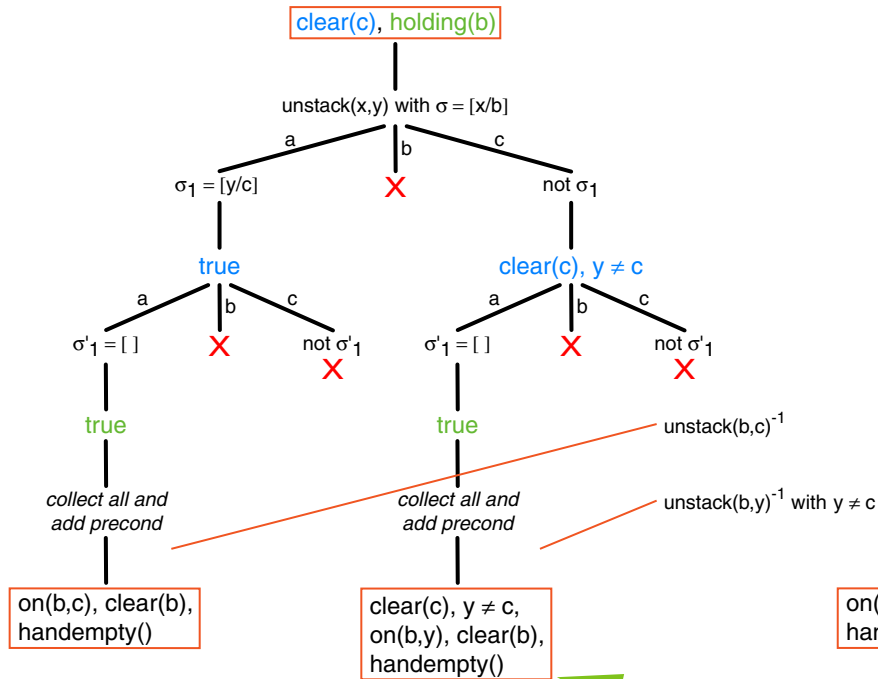 clear(c), holding(b)
unstack(x,y) with σ = [x/b]
a
b
c
σ1 = [y/c]
X
not σ1
true
clear(c), y ≠ c
a
b
c
a
b
c
σ'1 = [ ]
X
not σ'1
X
σ'1 = [ ]
X
not σ'1
X
true
true
unstack(b,c)-1
collect all and
add precond
collect all and
add precond
unstack(b,y)-1 with y ≠ c
on(b,c), clear(b),
handempty()
clear(c), y ≠ c,
on(b,y), clear(b),
handempty()
on(
han